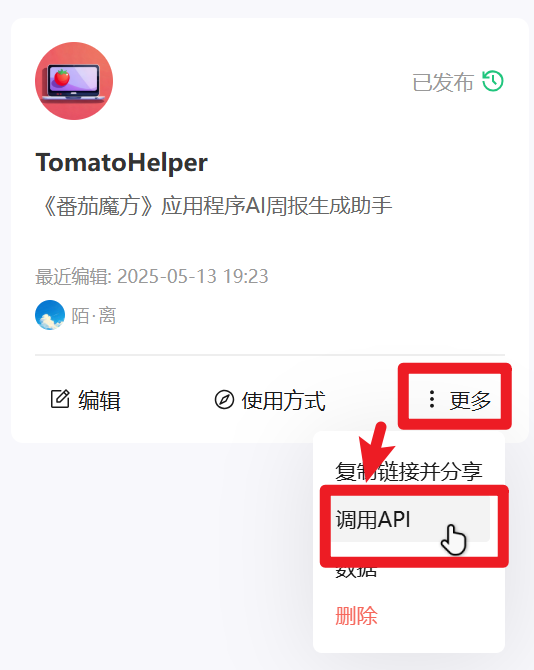 已发布
TomatoHelper
《番茄魔方》应用程序AI周报生成助手
最近编辑: 2025-05-13 19:23
陌·离
编辑 使用方式 更多
复制链接并分享
调用API
数据
删除